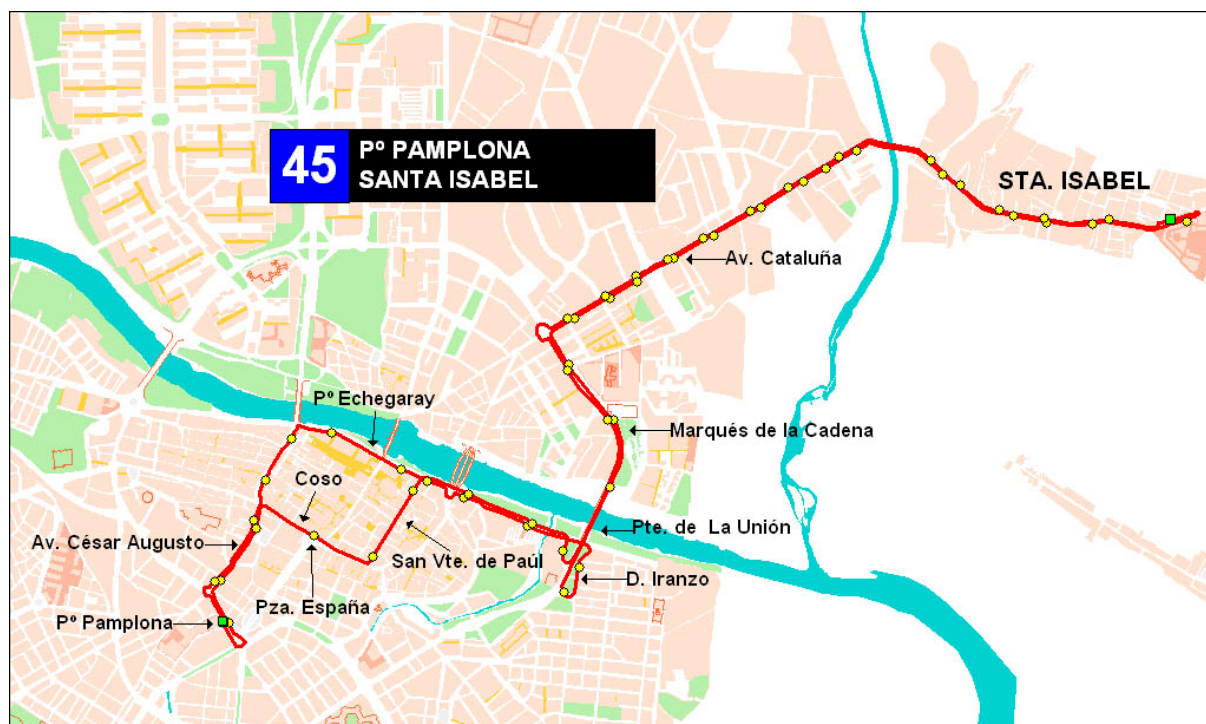 45
Pº PAMPLONA
SANTA ISABEL
STA. ISABEL
Av. Cataluña
Pº Echegaray
Marqués de la Cadena
Coso
Pte. de La Unión
Av. César Augusto
San Vte. de Paúl
D. Iranzo
Pza. España
Pº Pamplona